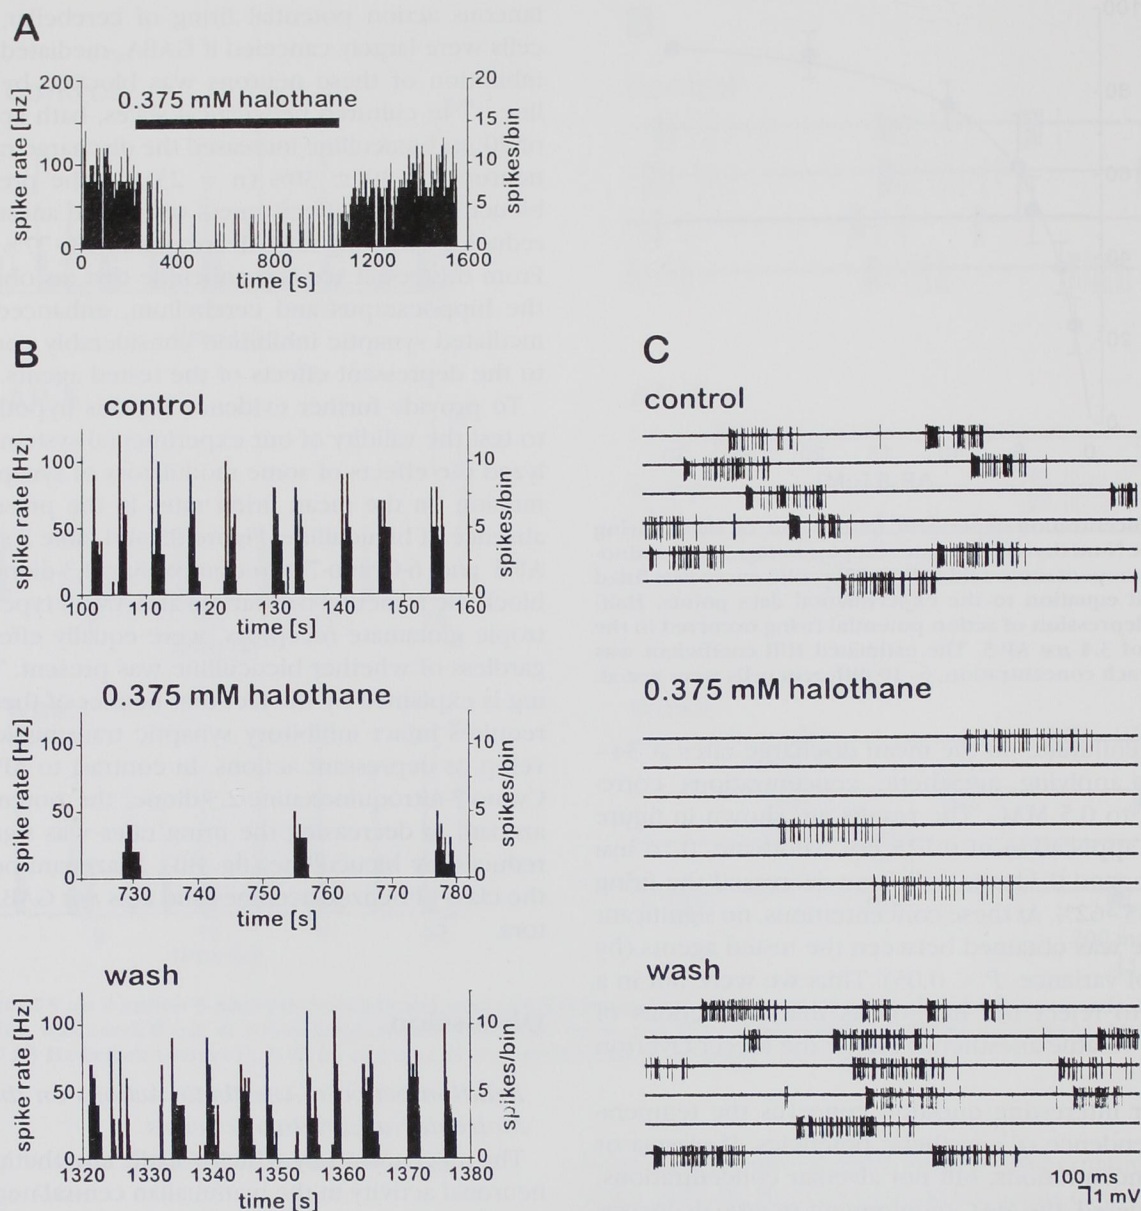 A
0.375 mM halothane
spike rate [Hz]
200
100
0
20
15
10
5
0
spikes/bin
0 400 800 1200 1600
time [s]
B
control
spike rate [Hz]
100
50
0
10
5
0
spikes/bin
100 110 120 130 140 150 160
time [s]
0.375 mM halothane
spike rate [Hz]
100
50
0
10
5
0
spikes/bin
730 740 750 760 770 780
time [s]
wash
spike rate [Hz]
100
50
0
10
5
0
spikes/bin
1320 1330 1340 1350 1360 1370 1380
time [s]
C
control
0.375 mM halothane
wash
100 ms
1 mV